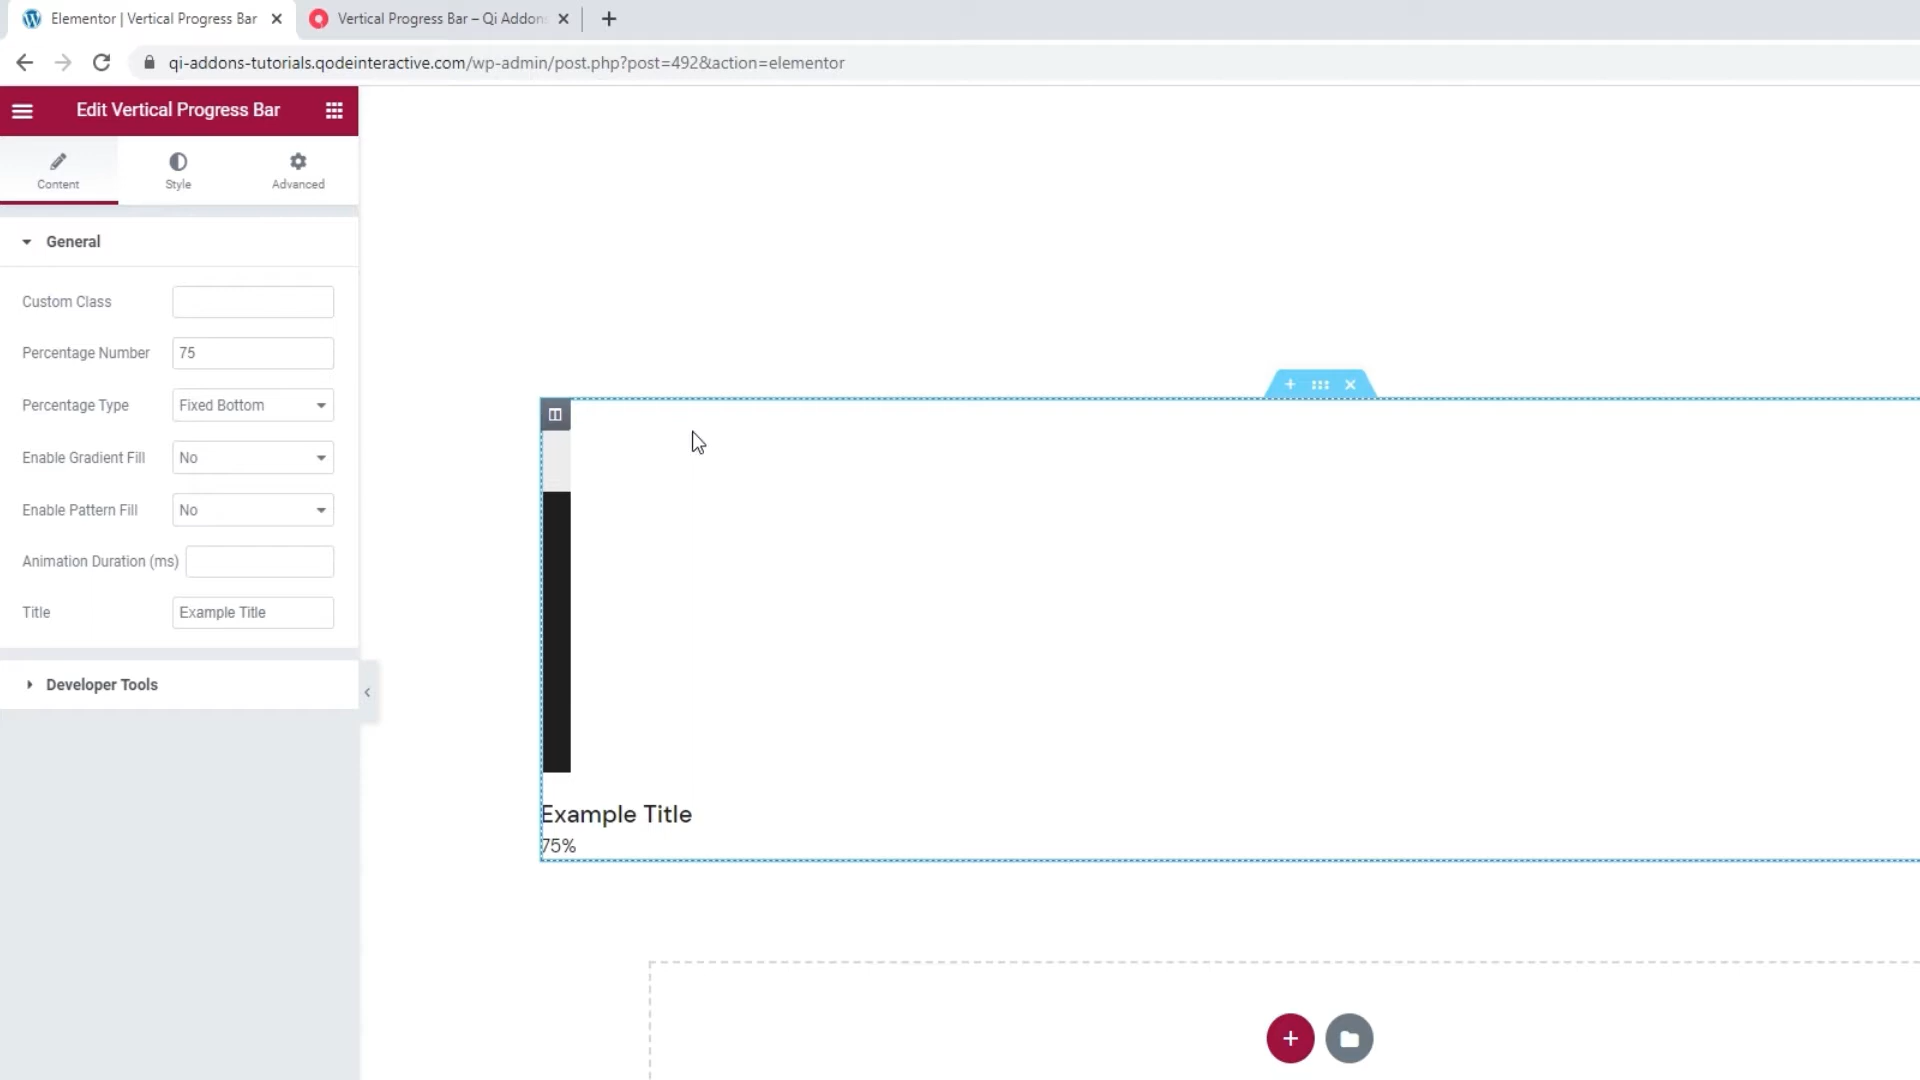 Elementor | Vertical Progress Bar
Vertical Progress Bar – Qi Addons
qi-addons-tutorials.qodeinteractive.com/wp-admin/post.php?post=492&action=elementor
Edit Vertical Progress Bar
Content
Style
Advanced
General
Custom Class
Percentage Number
75
Percentage Type
Fixed Bottom
Enable Gradient Fill
No
Enable Pattern Fill
No
Animation Duration (ms)
Title
Example Title
Developer Tools
Example Title
75%